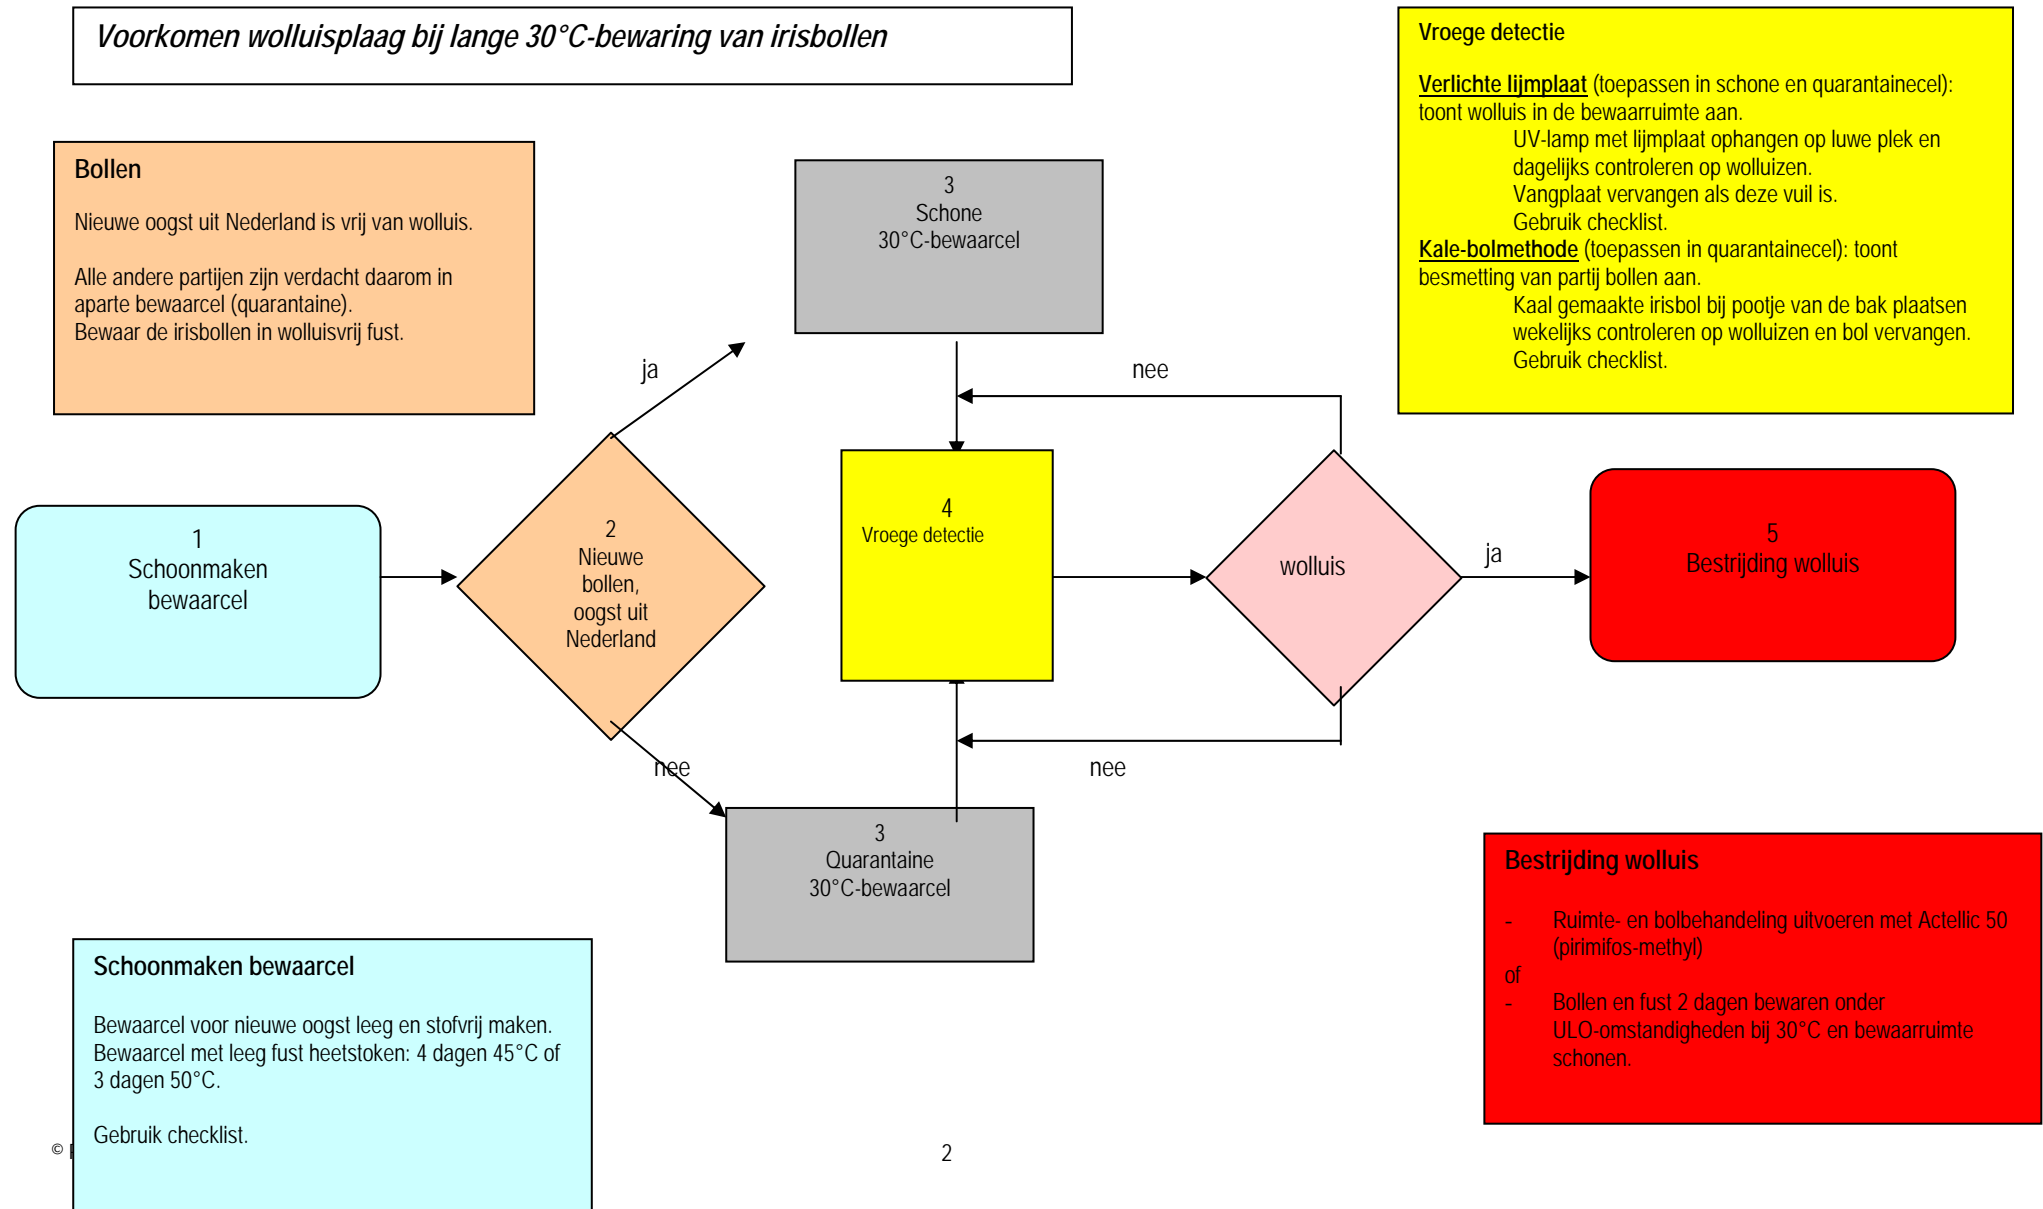 Voorkomen wolluisplaag bij lange 30°C-bewaring van irisbollen
Vroege detectie
Verlichte lijmplaat (toepassen in schone en quarantainecel):
toont wolluis in de bewaarruimte aan.
UV-lamp met lijmplaat ophangen op luwe plek en
dagelijks controleren op wolluizen.
Vangplaat vervangen als deze vuil is.
Gebruik checklist.
Kale-bolmethode (toepassen in quarantainecel): toont
besmetting van partij bollen aan.
Kaal gemaakte irisbol bij pootje van de bak plaatsen
wekelijks controleren op wolluizen en bol vervangen.
Gebruik checklist.
Bollen
Nieuwe oogst uit Nederland is vrij van wolluis.
Alle andere partijen zijn verdacht daarom in
aparte bewaarcel (quarantaine).
Bewaar de irisbollen in wolluisvrij fust.
3
Schone
30°C-bewaarcel
ja
nee
1
Schoonmaken
bewaarcel
2
Nieuwe
bollen,
oogst uit
Nederland
4
Vroege detectie
wolluis
ja
5
Bestrijding wolluis
nee
nee
3
Quarantaine
30°C-bewaarcel
Bestrijding wolluis
- Ruimte- en bolbehandeling uitvoeren met Actellic 50
(pirimifos-methyl)
of
- Bollen en fust 2 dagen bewaren onder
ULO-omstandigheden bij 30°C en bewaarruimte
schonen.
Schoonmaken bewaarcel
Bewaarcel voor nieuwe oogst leeg en stofvrij maken.
Bewaarcel met leeg fust heetstoken: 4 dagen 45°C of
3 dagen 50°C.
Gebruik checklist.
©
2